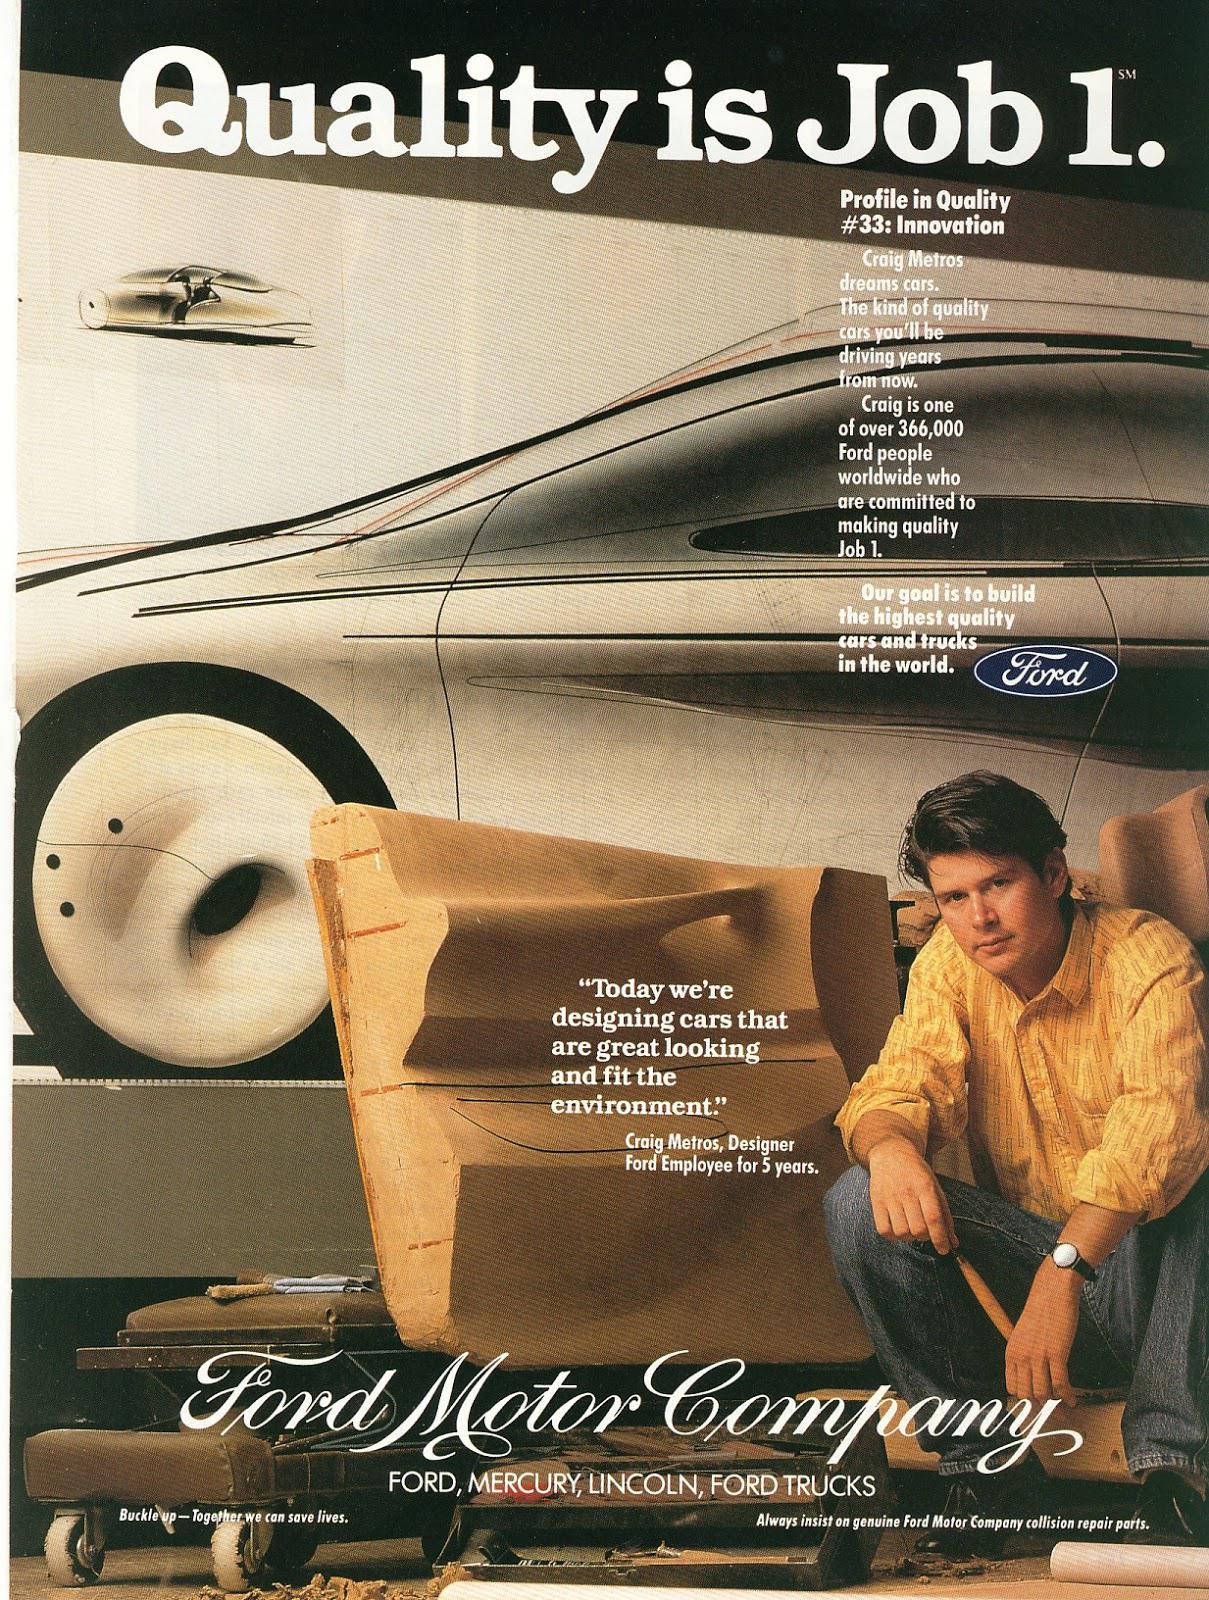 Quality is Job 1.℠
Profile in Quality
#33: Innovation
Craig Metros
dreams cars.
The kind of quality
cars you'll be
driving years
from now.
Craig is one
of over 366,000
Ford people
worldwide who
are committed to
making quality
Job 1.
Our goal is to build
the highest quality
cars and trucks
in the world.
Ford
“Today we're
designing cars that
are great looking
and fit the
environment.”
Craig Metros, Designer
Ford Employee for 5 years.
Ford Motor Company
FORD, MERCURY, LINCOLN, FORD TRUCKS
Buckle up—Together we can save lives.
Always insist on genuine Ford Motor Company collision repair parts.